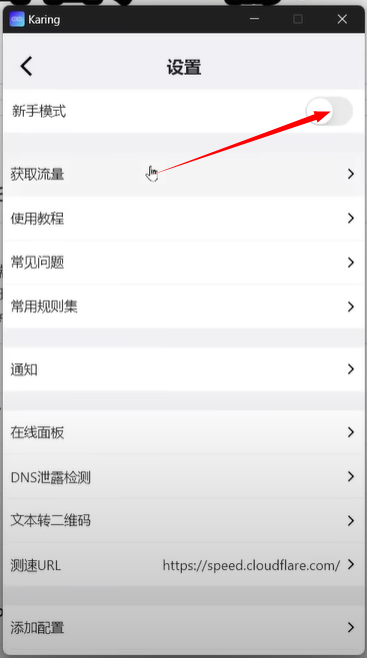 Karing
设置
新手模式
获取流量
使用教程
常见问题
常用规则集
通知
在线面板
DNS泄露检测
文本转二维码
测速URL https://speed.cloudflare.com/
添加配置